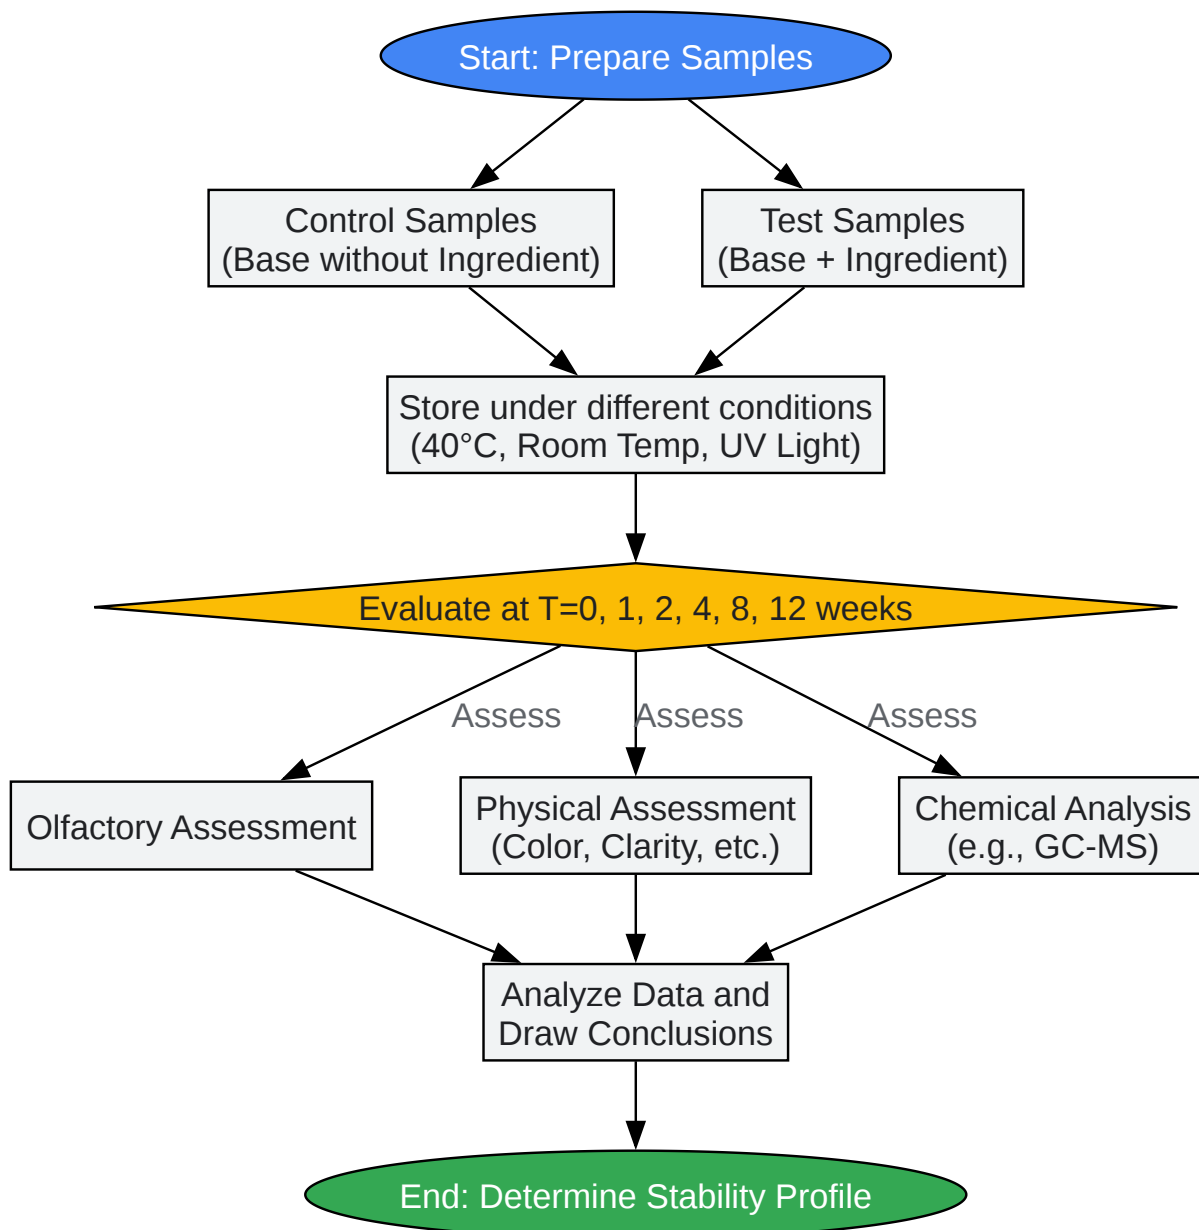 Start: Prepare Samples
Control Samples
(Base without Ingredient)
Test Samples
(Base + Ingredient)
Store under different conditions
(40°C, Room Temp, UV Light)
Evaluate at T=0, 1, 2, 4, 8, 12 weeks
Assess
Assess
Assess
Olfactory Assessment
Physical Assessment
(Color, Clarity, etc.)
Chemical Analysis
(e.g., GC-MS)
Analyze Data and
Draw Conclusions
End: Determine Stability Profile